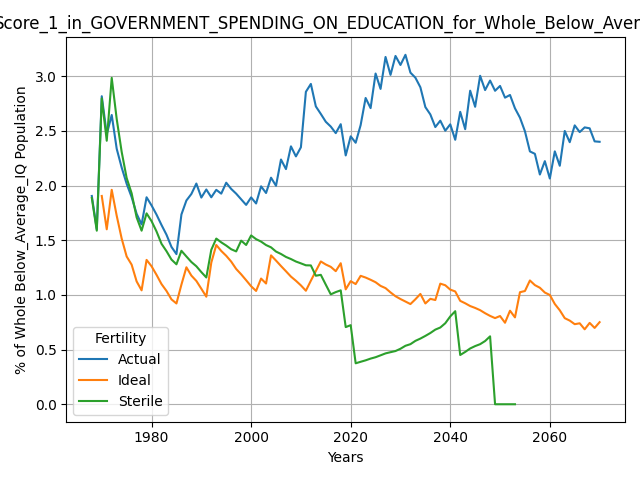 Score_1_in_GOVERNMENT_SPENDING_ON_EDUCATION_for_Whole_Below_Aver
% of Whole Below_Average_IQ Population
3.0
2.5
2.0
1.5
1.0
0.5
0.0
Fertility
Actual
Ideal
Sterile
1980
2000
2020
2040
2060
Years